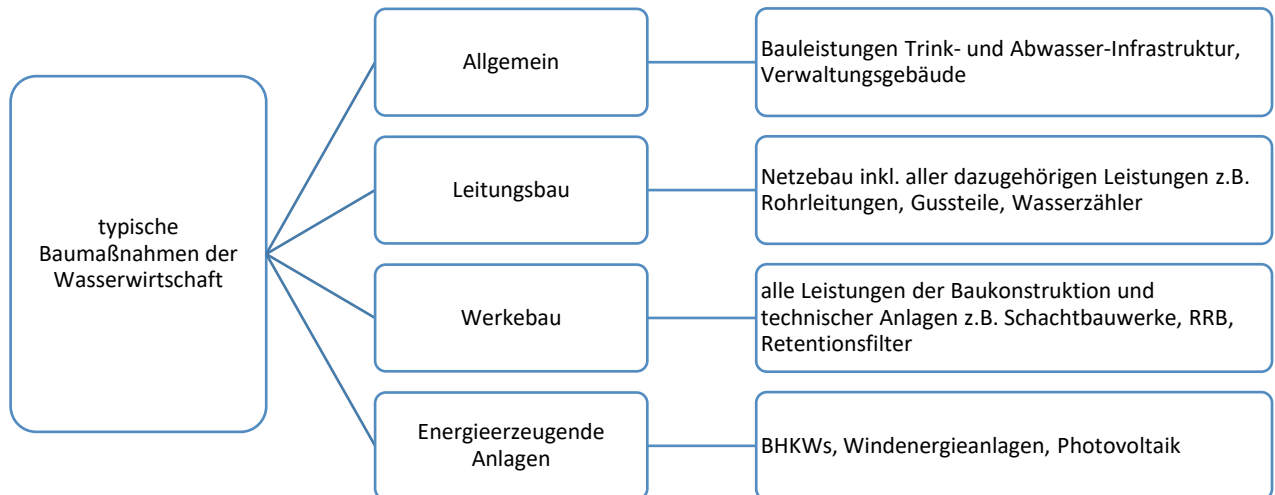 typische
Baumaßnahmen der
Wasserwirtschaft
Allgemein
Bauleistungen Trink- und Abwasser-Infrastruktur,
Verwaltungsgebäude
Leitungsbau
Netzebau inkl. aller dazugehörigen Leistungen z.B.
Rohrleitungen, Gussteile, Wasserzähler
Werkebau
alle Leistungen der Baukonstruktion und
technischer Anlagen z.B. Schachtbauwerke, RRB,
Retentionsfilter
Energieerzeugende
Anlagen
BHKWs, Windenergieanlagen, Photovoltaik